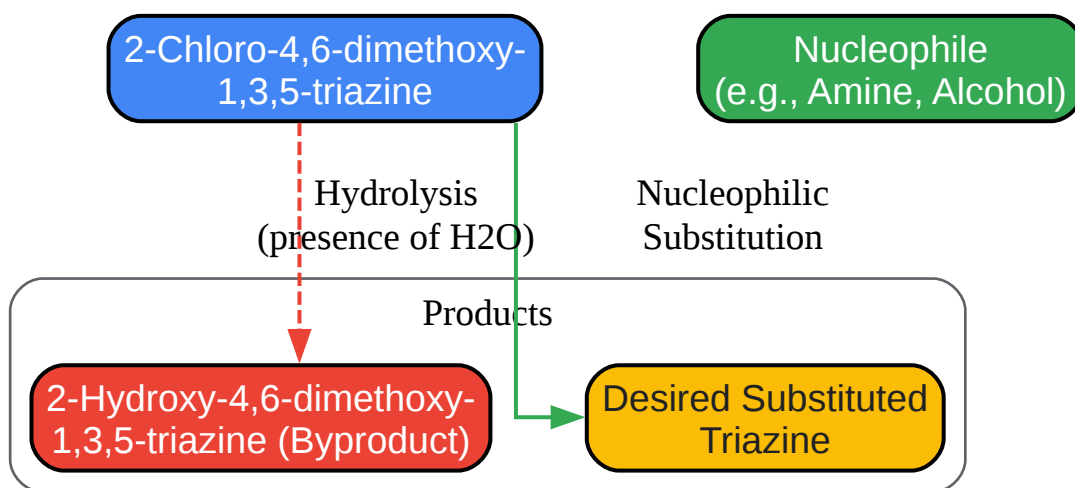 2-Chloro-4,6-dimethoxy-
1,3,5-triazine
Nucleophile
(e.g., Amine, Alcohol)
Hydrolysis
(presence of H2O)
Nucleophilic
Substitution
Products
2-Hydroxy-4,6-dimethoxy-
1,3,5-triazine (Byproduct)
Desired Substituted
Triazine